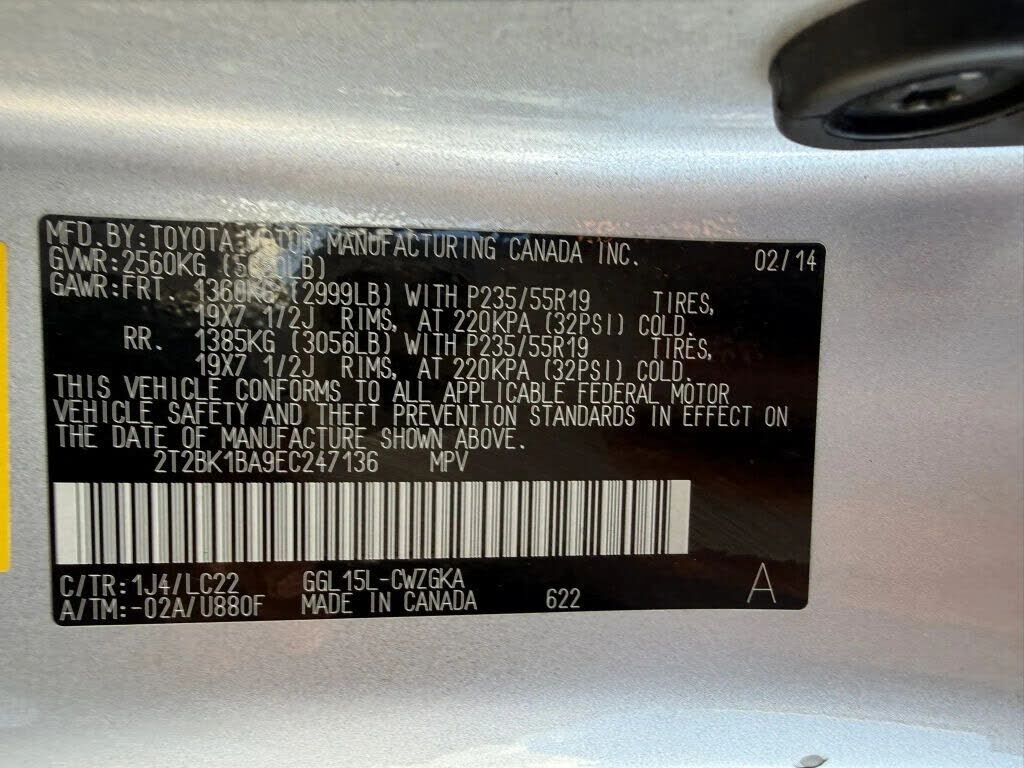 MFD. BY: TOYOTA MOTOR MANUFACTURING CANADA INC. 02/14
GVWR: 2560KG
GAWR: FRT. 1360KG (2999LB) WITH P235/55R19 TIRES,
19X7 1/2J RIMS, AT 220KPA (32PSI) COLD.
RR. 1385KG (3056LB) WITH P235/55R19 TIRES,
19X7 1/2J RIMS, AT 220KPA (32PSI) COLD.
THIS VEHICLE CONFORMS TO ALL APPLICABLE FEDERAL MOTOR
VEHICLE SAFETY AND THEFT PREVENTION STANDARDS IN EFFECT ON
THE DATE OF MANUFACTURE SHOWN ABOVE.
2T2BK1BA9EC247136 MPV
C/TR: 1J4/LC22 GGL15L-CWZGKA A
A/TM: -02A/U880F MADE IN CANADA 622